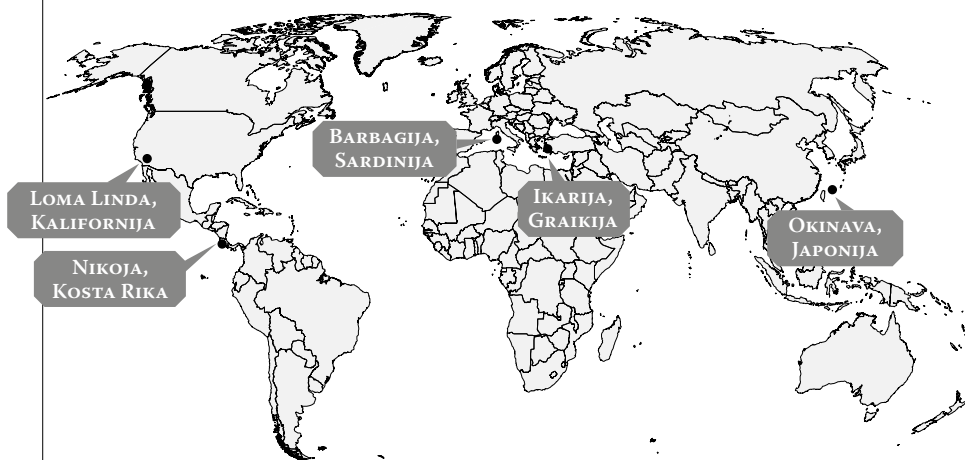 Barbagija,
Sardinija
Loma Linda,
Kalifornija
Ikarija,
Graikija
Okinava,
Japonija
Nikoja,
Kosta Rika